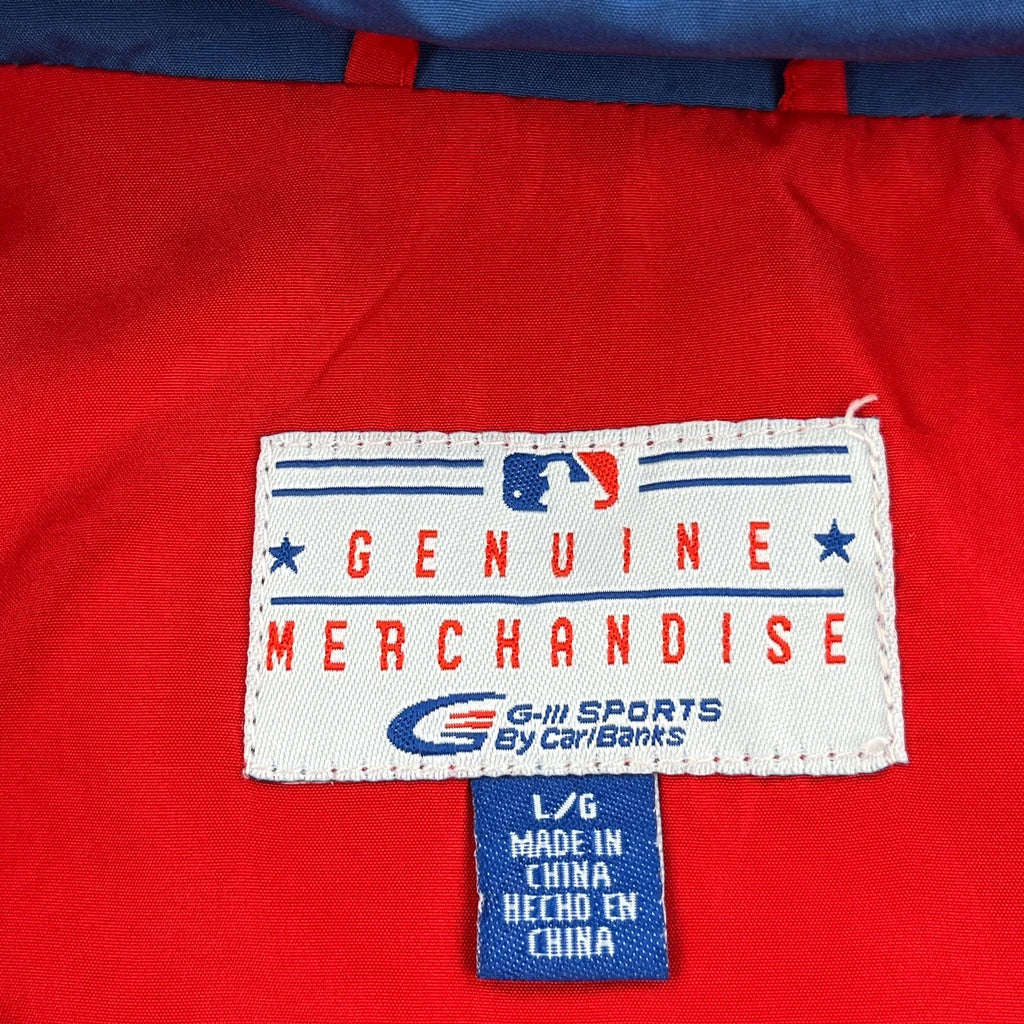 GENUINE
MERCHANDISE
G-III SPORTS
By Carl Banks
L/G
MADE IN
CHINA
HECHO EN
CHINA